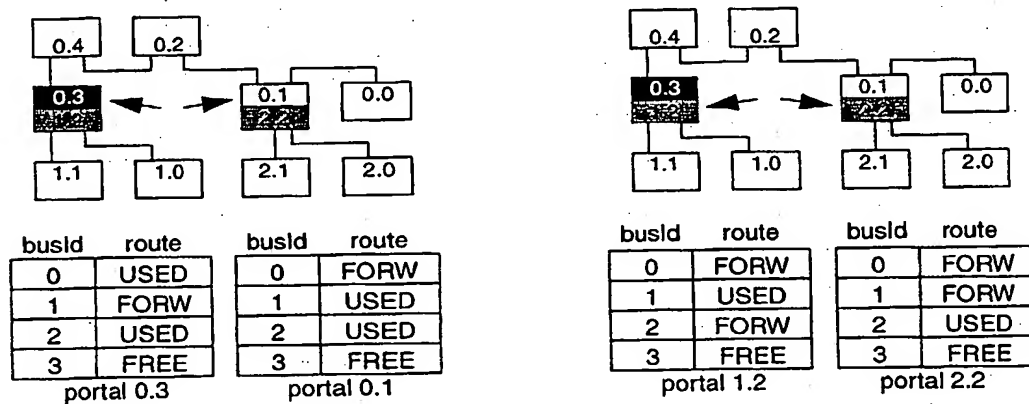 0.4 0.2
0.3 0.1 0.0
2.2
1.1 1.0 2.1 2.0
busId route busId route
0 USED 0 FORW
1 FORW 1 USED
2 USED 2 USED
3 FREE 3 FREE
portal 0.3 portal 0.1
0.4 0.2
0.3 0.1 0.0
1.1 1.0 2.1 2.0
busId route busId route
0 FORW 0 FORW
1 USED 1 FORW
2 FORW 2 USED
3 FREE 3 FREE
portal 1.2 portal 2.2